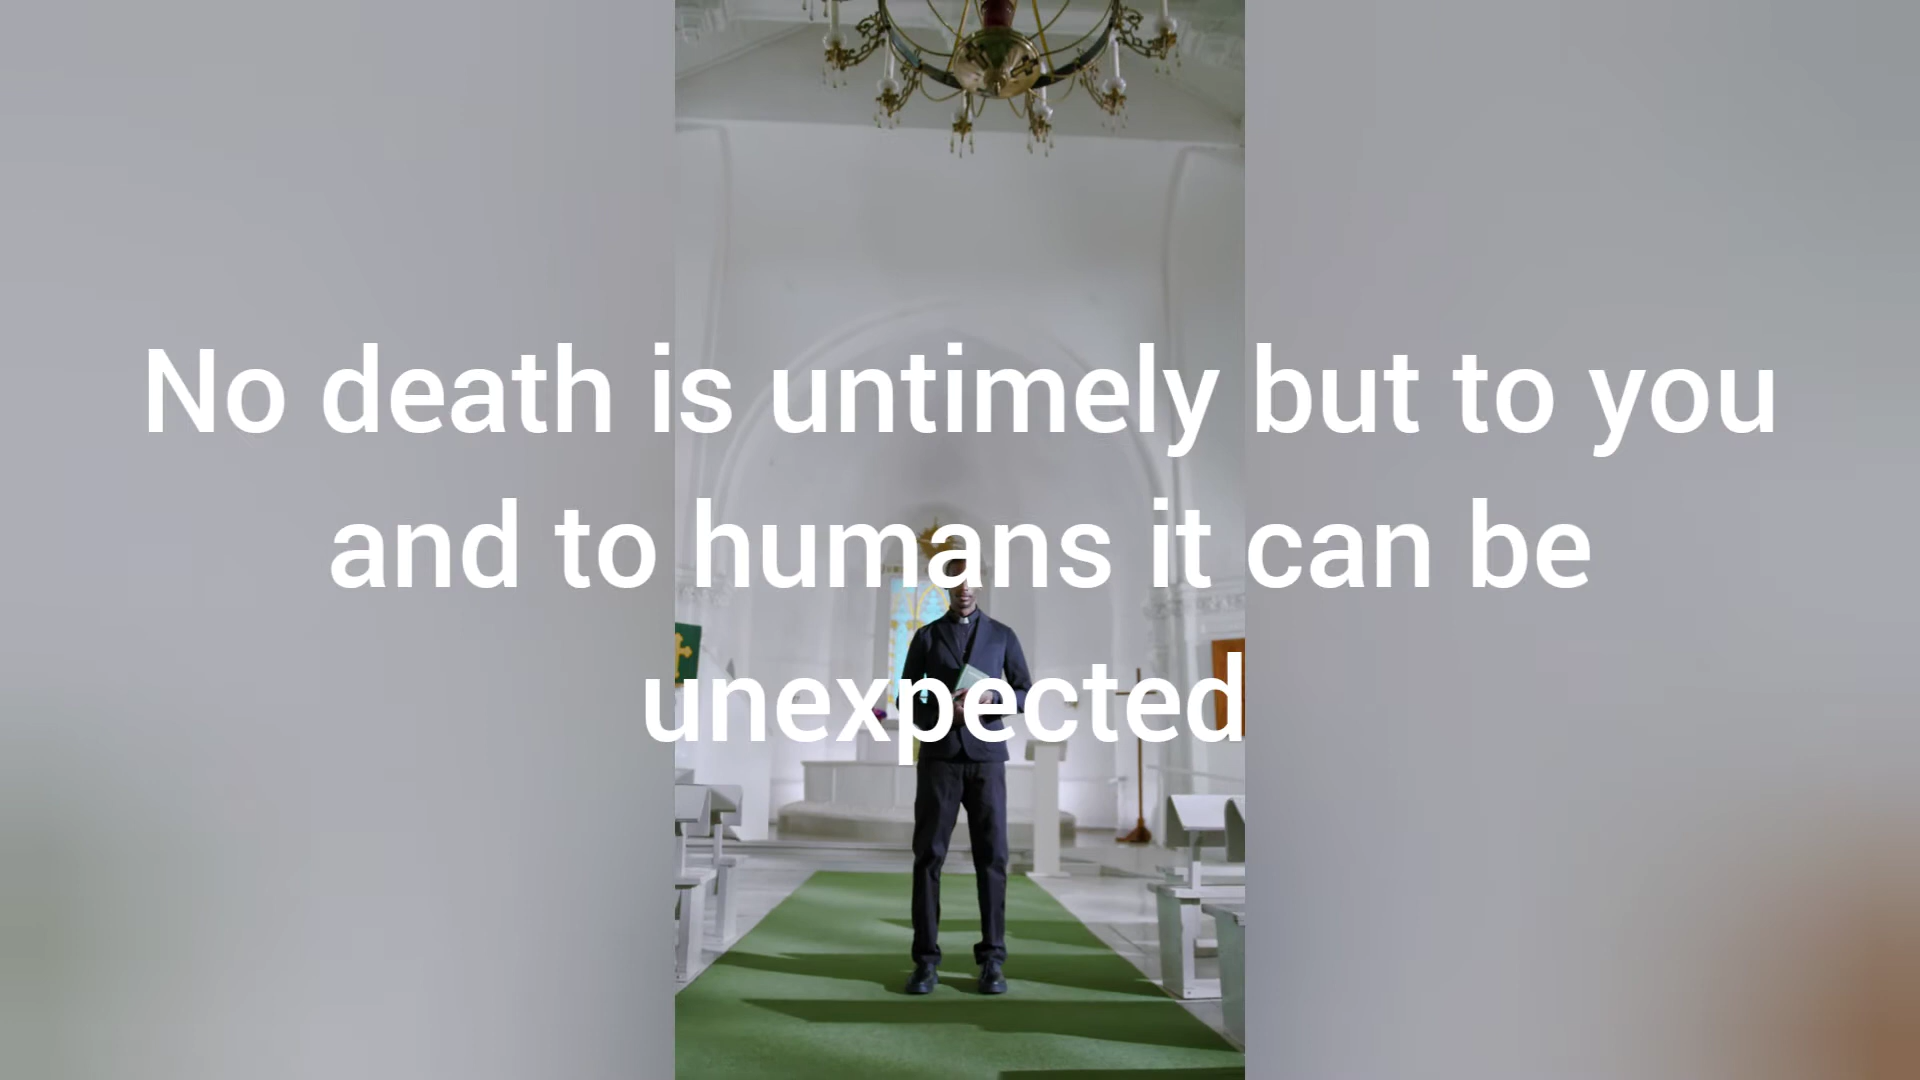 No death is untimely but to you
and to humans it can be
unexpected